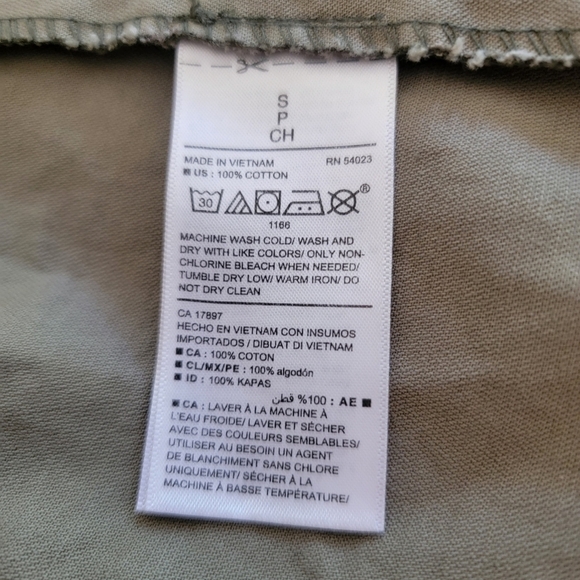 S
P
CH
MADE IN VIETNAM RN 54023
US : 100% COTTON
30
®
1166
MACHINE WASH COLD/ WASH AND
DRY WITH LIKE COLORS/ ONLY NON-
CHLORINE BLEACH WHEN NEEDED/
TUMBLE DRY LOW/ WARM IRON/ DO
NOT DRY CLEAN
CA 17897
HECHO EN VIETNAM CON INSUMOS
IMPORTADOS / DIBUAT DI VIETNAM
CA : 100% COTON
CL/MX/PE : 100% algodón
ID : 100% KAPAS
AE : 100% قطن
CA : LAVER À LA MACHINE À
L'EAU FROIDE/ LAVER ET SÉCHER
AVEC DES COULEURS SEMBLABLES/
UTILISER AU BESOIN UN AGENT
DE BLANCHIMENT SANS CHLORE
UNIQUEMENT/ SÉCHER À LA
MACHINE À BASSE TEMPÉRATURE/